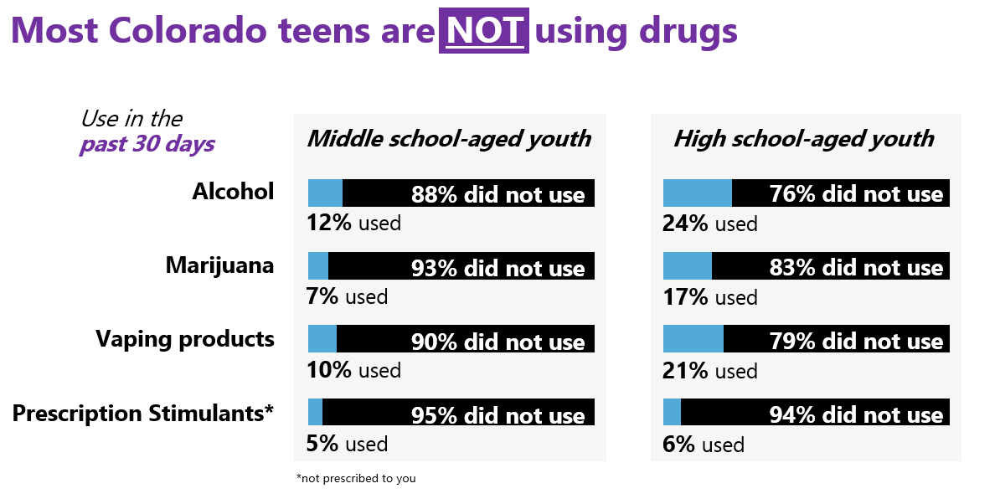 Most Colorado teens are NOT using drugs
Use in the
past 30 days
Middle school-aged youth
High school-aged youth
Alcohol
88% did not use
12% used
76% did not use
24% used
Marijuana
93% did not use
7% used
83% did not use
17% used
Vaping products
90% did not use
10% used
79% did not use
21% used
Prescription Stimulants*
95% did not use
5% used
94% did not use
6% used
*not prescribed to you